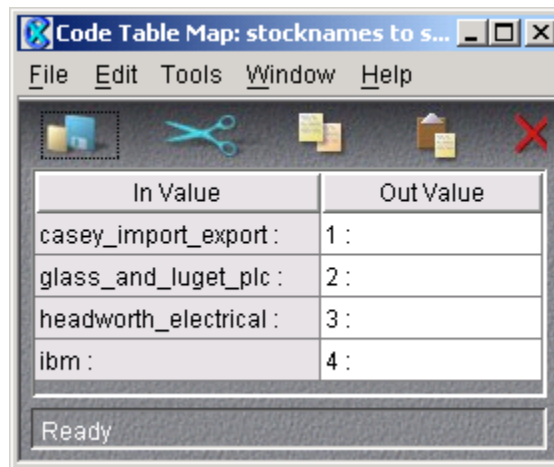 Code Table Map: stocknames to s...
File Edit Tools Window Help
In Value Out Value
casey_import_export : 1 :
glass_and_luget_plc : 2 :
headworth_electrical : 3 :
ibm : 4 :
Ready